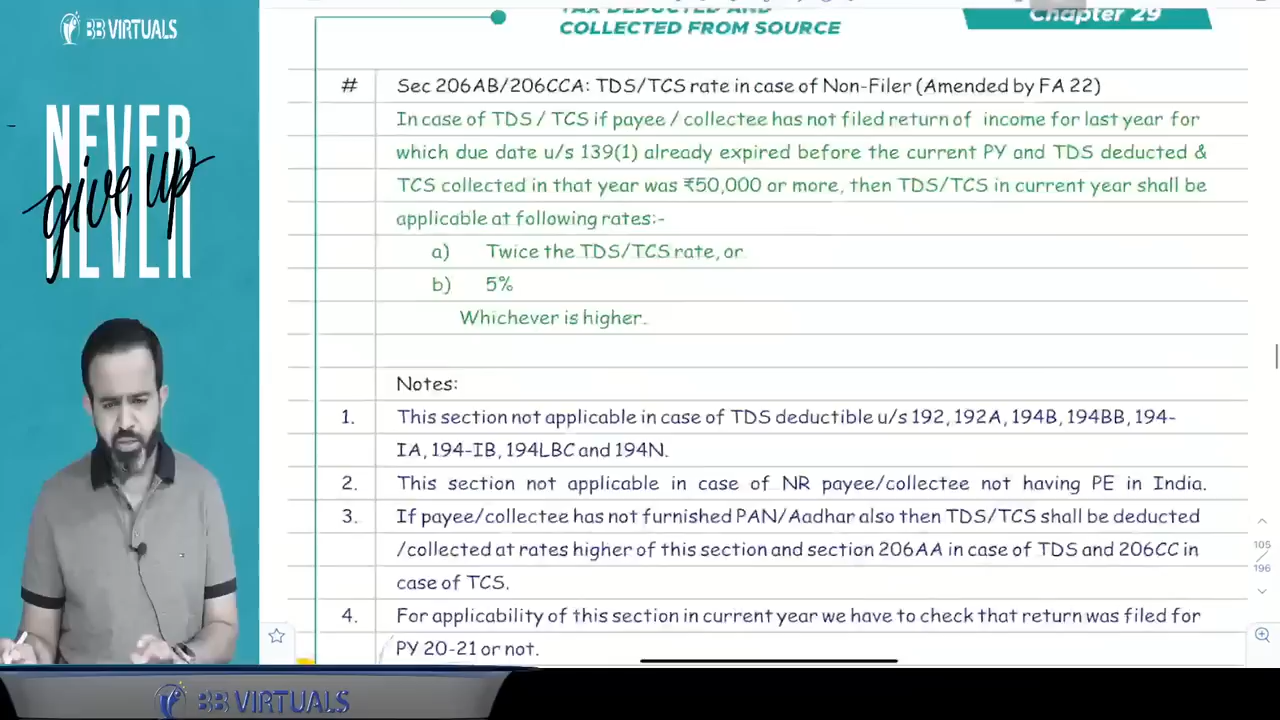 BB VIRTUALS
NEVER
give up
NEVER
TAX DEDUCTED AND
COLLECTED FROM SOURCE
Chapter 29
# Sec 206AB/206CCA: TDS/TCS rate in case of Non-Filer (Amended by FA 22)
In case of TDS / TCS if payee / collectee has not filed return of income for last year for
which due date u/s 139(1) already expired before the current PY and TDS deducted &
TCS collected in that year was ₹50,000 or more, then TDS/TCS in current year shall be
applicable at following rates:-
a) Twice the TDS/TCS rate, or
b) 5%
Whichever is higher.
Notes:
1. This section not applicable in case of TDS deductible u/s 192, 192A, 194B, 194BB, 194-
IA, 194-IB, 194LBC and 194N.
2. This section not applicable in case of NR payee/collectee not having PE in India.
3. If payee/collectee has not furnished PAN/Aadhar also then TDS/TCS shall be deducted
/collected at rates higher of this section and section 206AA in case of TDS and 206CC in
case of TCS.
4. For applicability of this section in current year we have to check that return was filed for
PY 20-21 or not.
105
196
BB VIRTUALS